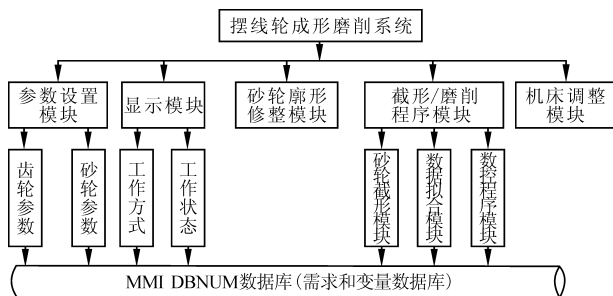 摆线轮成形磨削系统
参数设置
模块
显示模块
砂轮廓形
修整模块
截形/磨削
程序模块
机床调整
模块
齿轮参数
砂轮参数
工作方式
工作状态
砂轮截形模块
数据拟合模块
数控程序模块
MMI DBNUM数据库(需求和变量数据库)